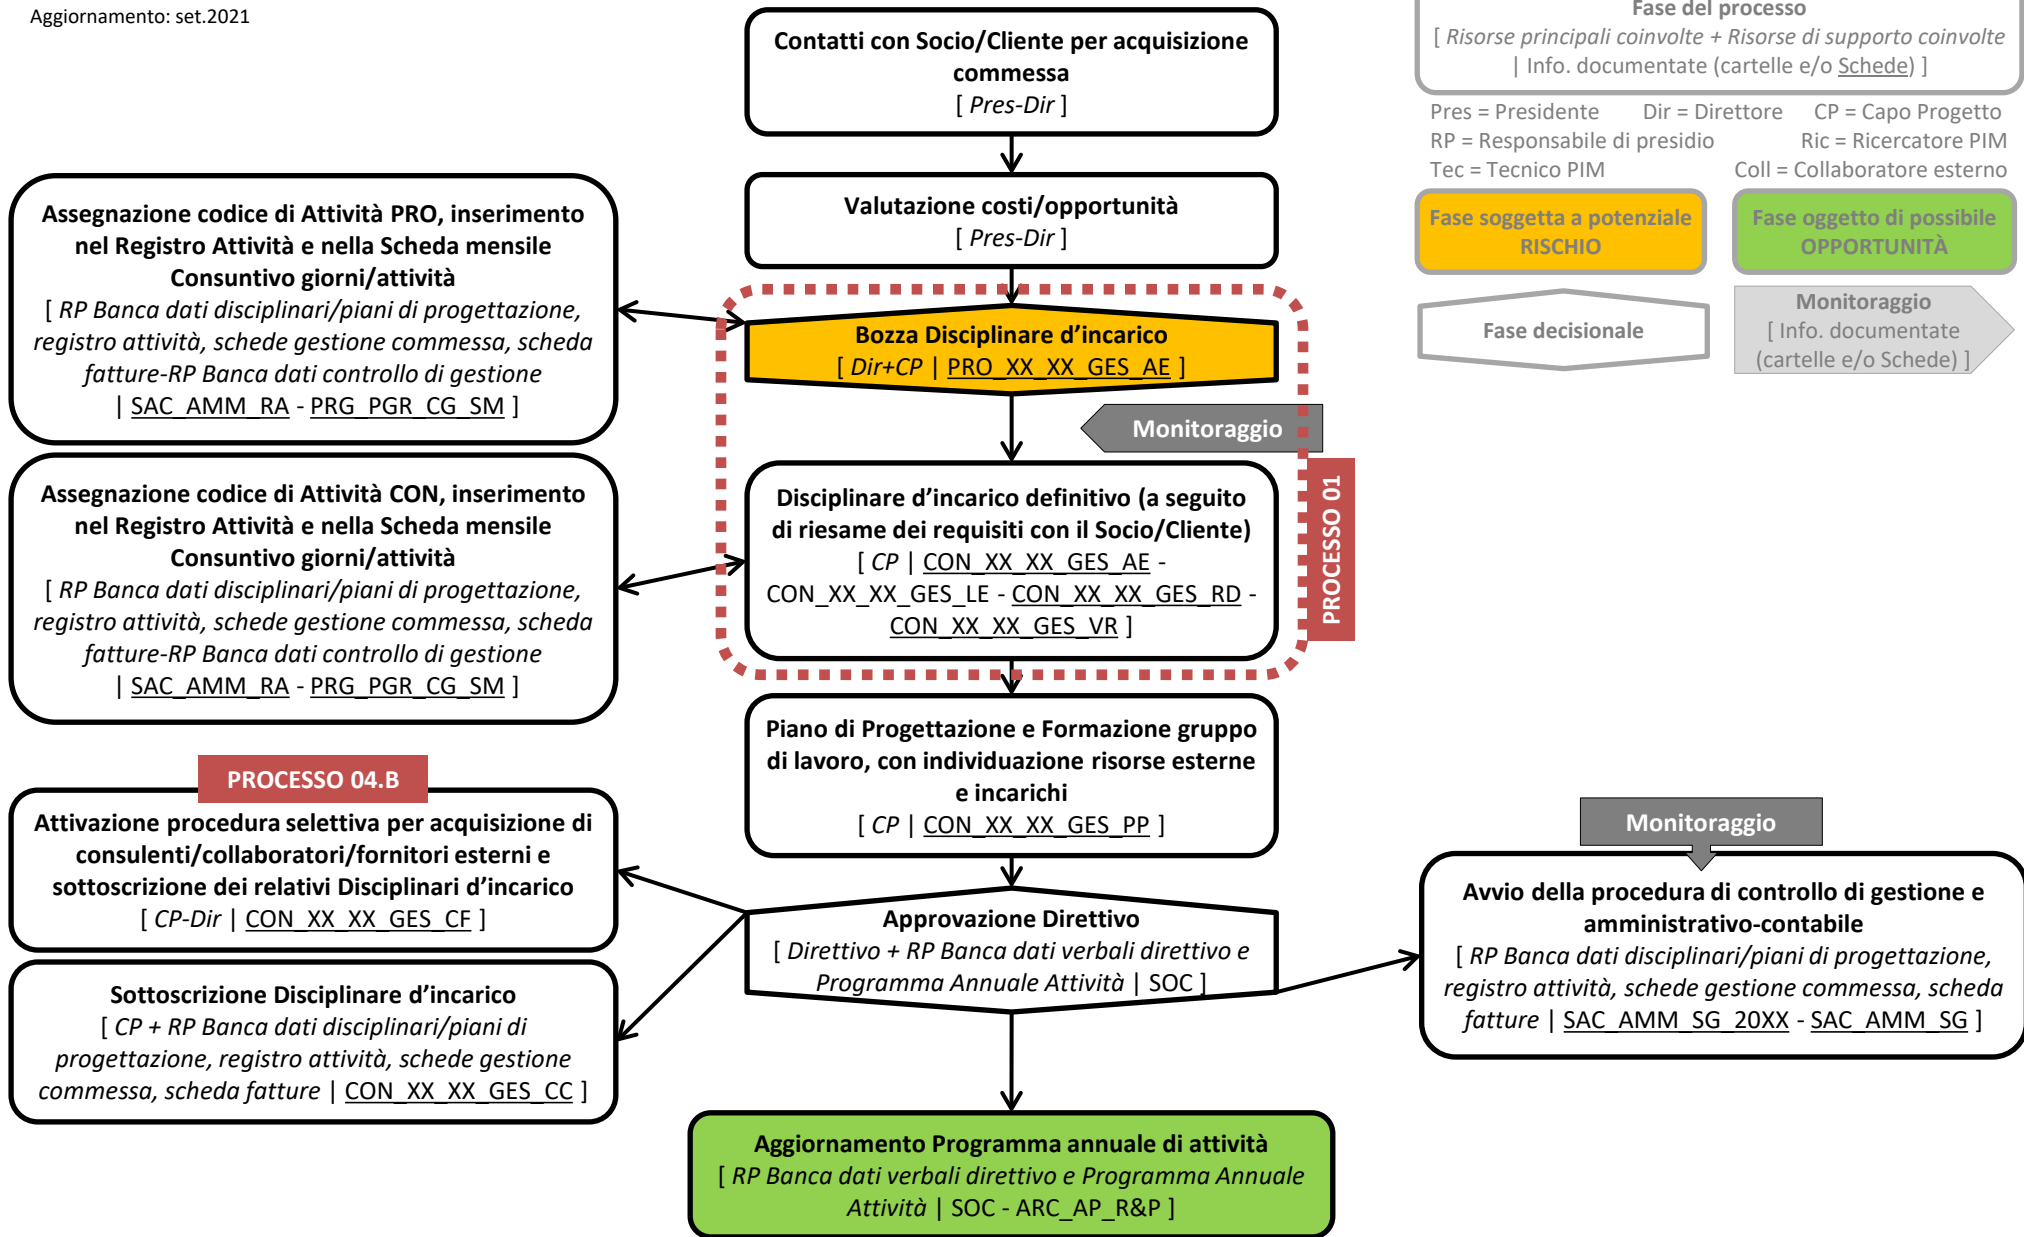 Aggiornamento: set.2021
Contatti con Socio/Cliente per acquisizione
commessa
[ Pres-Dir ]
Valutazione costi/opportunità
[ Pres-Dir ]
Fase del processo
[ Risorse principali coinvolte + Risorse di supporto coinvolte
| Info. documentate (cartelle e/o Schede) ]
Pres = Presidente Dir = Direttore CP = Capo Progetto
RP = Responsabile di presidio Ric = Ricercatore PIM
Tec = Tecnico PIM Coll = Collaboratore esterno
Fase soggetta a potenziale
RISCHIO
Fase oggetto di possibile
OPPORTUNITÀ
Fase decisionale
Monitoraggio
[ Info. documentate
(cartelle e/o Schede) ]
Assegnazione codice di Attività PRO, inserimento
nel Registro Attività e nella Scheda mensile
Consuntivo giorni/attività
[ RP Banca dati disciplinari/piani di progettazione,
registro attività, schede gestione commessa, scheda
fatture-RP Banca dati controllo di gestione
| SAC_AMM_RA - PRG_PGR_CG_SM ]
Bozza Disciplinare d’incarico
[ Dir+CP | PRO_XX_XX_GES_AE ]
Monitoraggio
PROCESSO 01
Assegnazione codice di Attività CON, inserimento
nel Registro Attività e nella Scheda mensile
Consuntivo giorni/attività
[ RP Banca dati disciplinari/piani di progettazione,
registro attività, schede gestione commessa, scheda
fatture-RP Banca dati controllo di gestione
| SAC_AMM_RA - PRG_PGR_CG_SM ]
Disciplinare d’incarico definitivo (a seguito
di riesame dei requisiti con il Socio/Cliente)
[ CP | CON_XX_XX_GES_AE -
CON_XX_XX_GES_LE - CON_XX_XX_GES_RD -
CON_XX_XX_GES_VR ]
Piano di Progettazione e Formazione gruppo
di lavoro, con individuazione risorse esterne
e incarichi
[ CP | CON_XX_XX_GES_PP ]
PROCESSO 04.B
Attivazione procedura selettiva per acquisizione di
consulenti/collaboratori/fornitori esterni e
sottoscrizione dei relativi Disciplinari d’incarico
[ CP-Dir | CON_XX_XX_GES_CF ]
Approvazione Direttivo
[ Direttivo + RP Banca dati verbali direttivo e
Programma Annuale Attività | SOC ]
Monitoraggio
Avvio della procedura di controllo di gestione e
amministrativo-contabile
[ RP Banca dati disciplinari/piani di progettazione,
registro attività, schede gestione commessa, scheda
fatture | SAC_AMM_SG_20XX - SAC_AMM_SG ]
Sottoscrizione Disciplinare d’incarico
[ CP + RP Banca dati disciplinari/piani di
progettazione, registro attività, schede gestione
commessa, scheda fatture | CON_XX_XX_GES_CC ]
Aggiornamento Programma annuale di attività
[ RP Banca dati verbali direttivo e Programma Annuale
Attività | SOC - ARC_AP_R&P ]